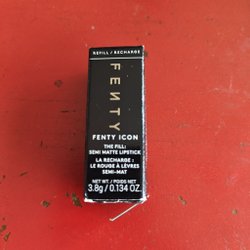 REFILL / RECHARGE
FENTY
FENTY ICON
THE FILL:
SEMI MATTE LIPSTICK
LA RECHARGE :
LE ROUGE À LÈVRES
SEMI-MAT
NET WT. / POIDS NET
3.8g / 0.134 OZ.